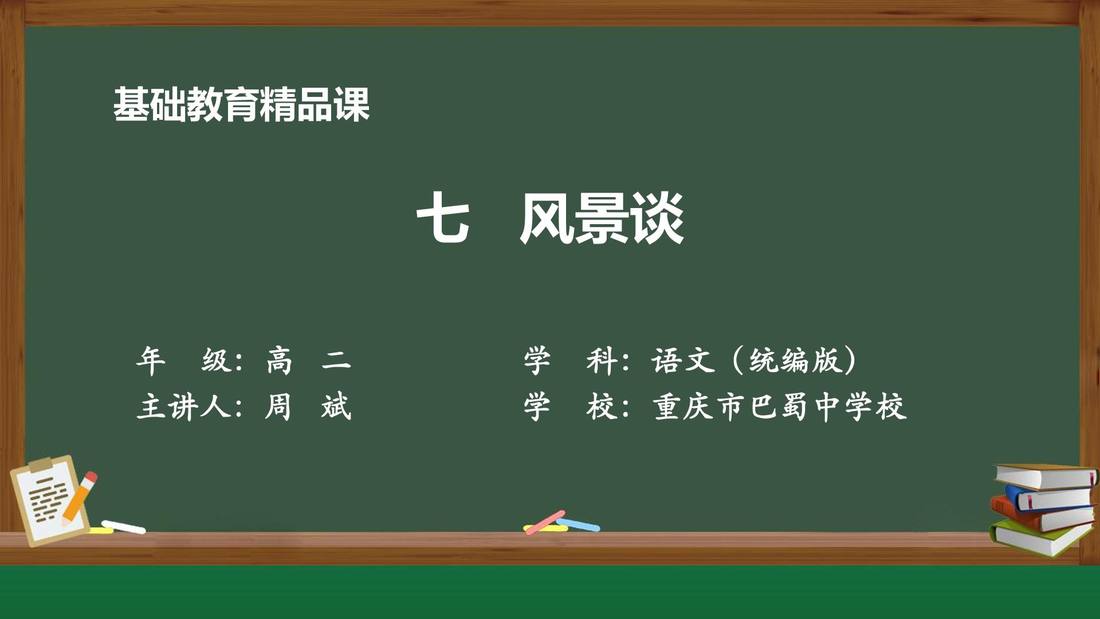 基础教育精品课
七 风景谈
年 级：高 二 学 科：语文（统编版）
主讲人：周 斌 学 校：重庆市巴蜀中学校